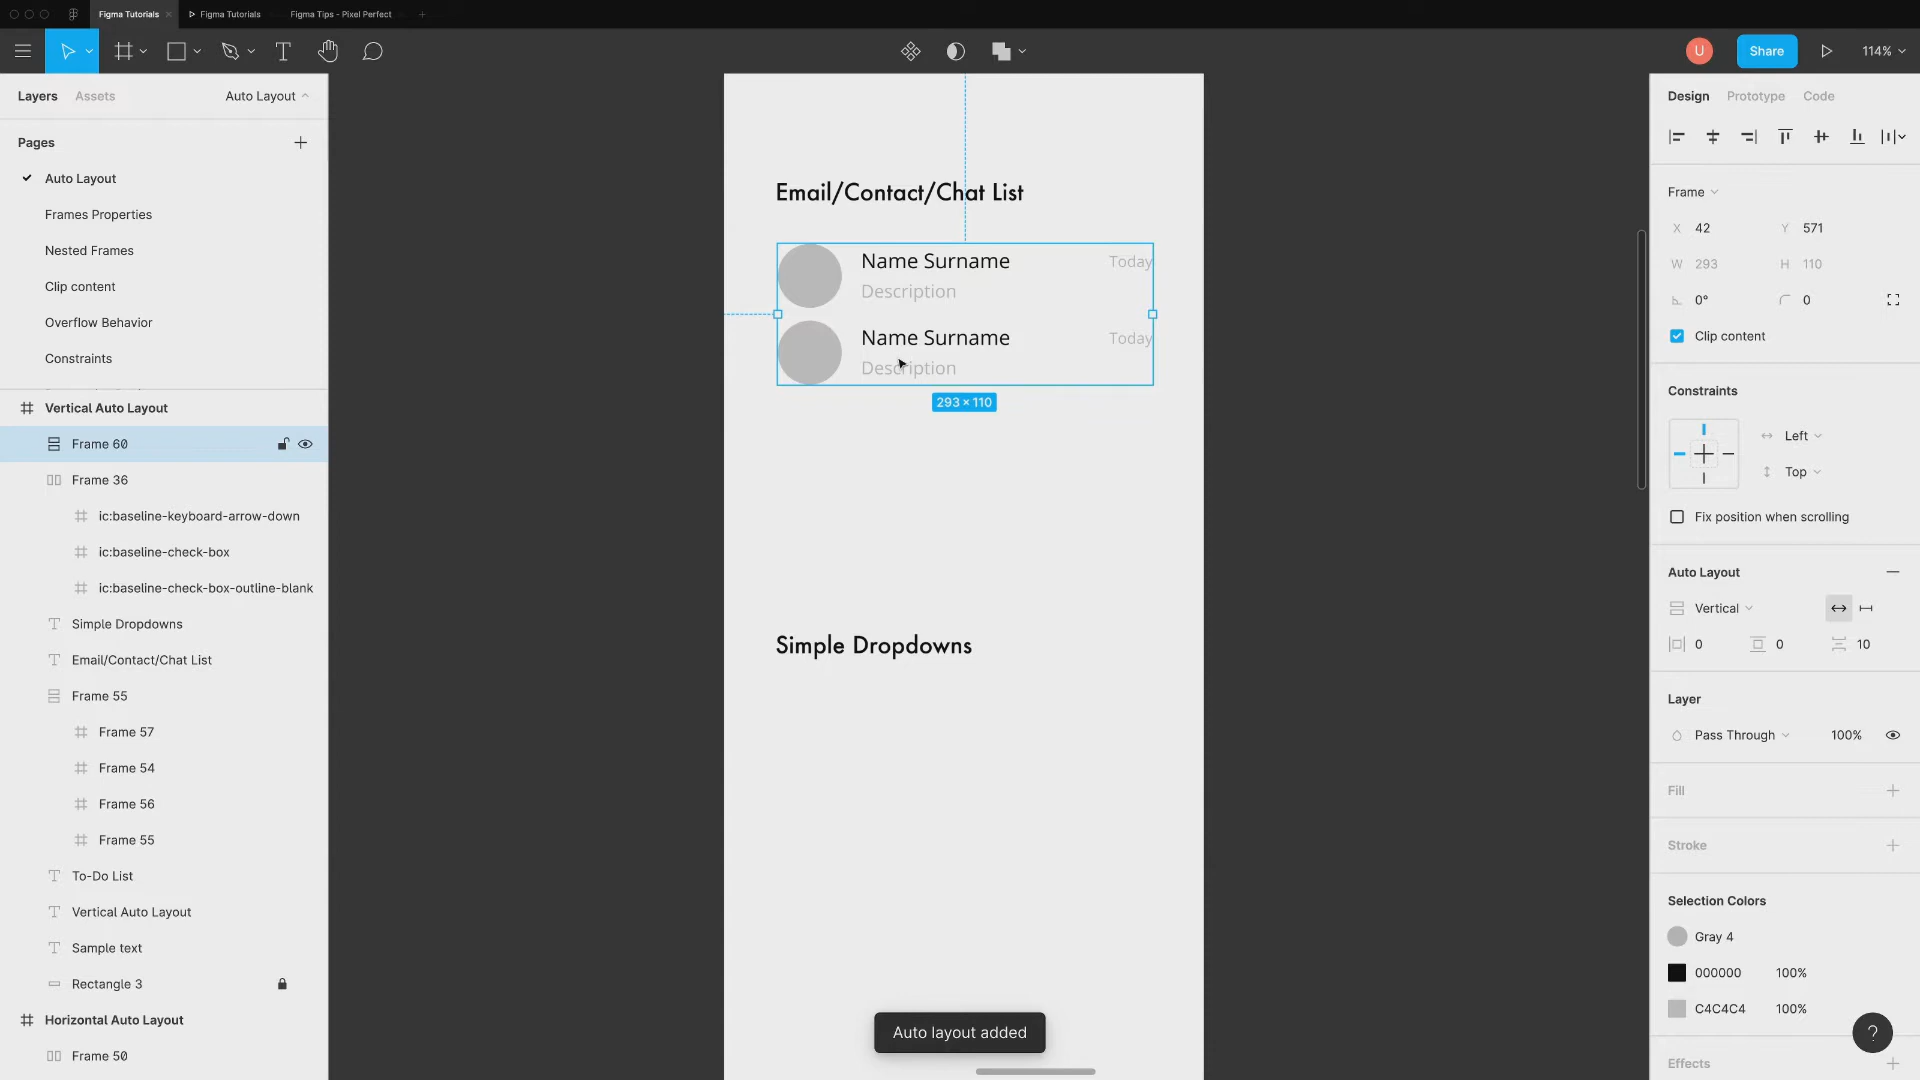 Figma Tutorials
Figma Tutorials
Figma Tips - Pixel Perfect
U
Share
114%
Layers
Assets
Auto Layout
Pages
Auto Layout
Frames Properties
Nested Frames
Clip content
Overflow Behavior
Constraints
Vertical Auto Layout
Frame 60
Frame 36
ic:baseline-keyboard-arrow-down
ic:baseline-check-box
ic:baseline-check-box-outline-blank
Simple Dropdowns
Email/Contact/Chat List
Frame 55
Frame 57
Frame 54
Frame 56
Frame 55
To-Do List
Vertical Auto Layout
Sample text
Rectangle 3
Horizontal Auto Layout
Frame 50
Email/Contact/Chat List
Name Surname
Today
Description
Name Surname
Today
Description
293 × 110
Simple Dropdowns
Auto layout added
Design
Prototype
Code
Frame
X 42
Y 571
W 293
H 110
0°
0
Clip content
Constraints
Left
Top
Fix position when scrolling
Auto Layout
Vertical
0
0
10
Layer
Pass Through
100%
Fill
Stroke
Selection Colors
Gray 4
000000 100%
C4C4C4 100%
?
Effects